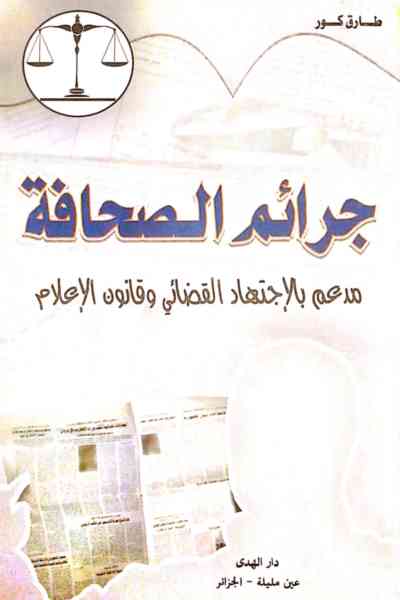 طارق كور
جرائم الصحافة
مدعم بالإجتهاد القضائي وقانون الإعلام
دار الهدى
عين مليلة - الجزائر